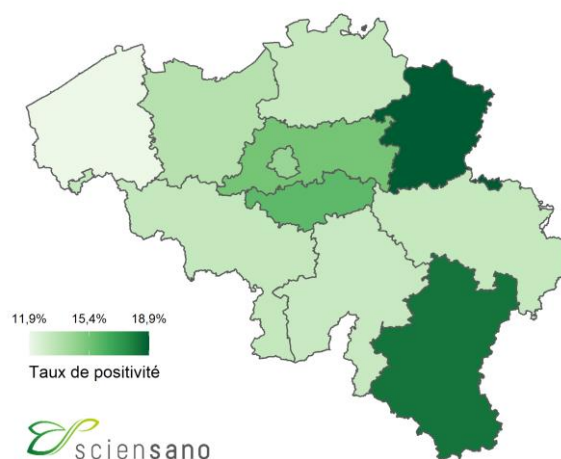 11,9% 15,4% 18,9%
Taux de positivité
sciensano